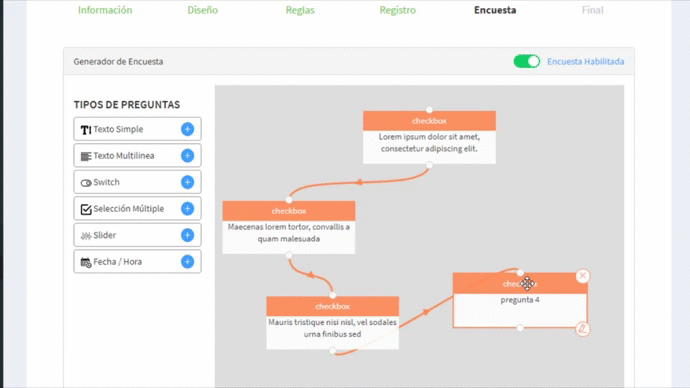 Información Diseño Reglas Registro Encuesta Final
Generador de Encuesta
Encuesta Habilitada
TIPOS DE PREGUNTAS
Texto Simple
Texto Multilinea
Switch
Selección Múltiple
Slider
Fecha / Hora
checkbox
Lorem ipsum dolor sit amet,
consectetur adipiscing elit.
checkbox
Maecenas lorem tortor, convallis a
quam malesuada
checkbox
Mauris tristique nisi nisl, vel sodales
urna finibus sed
pregunta 4